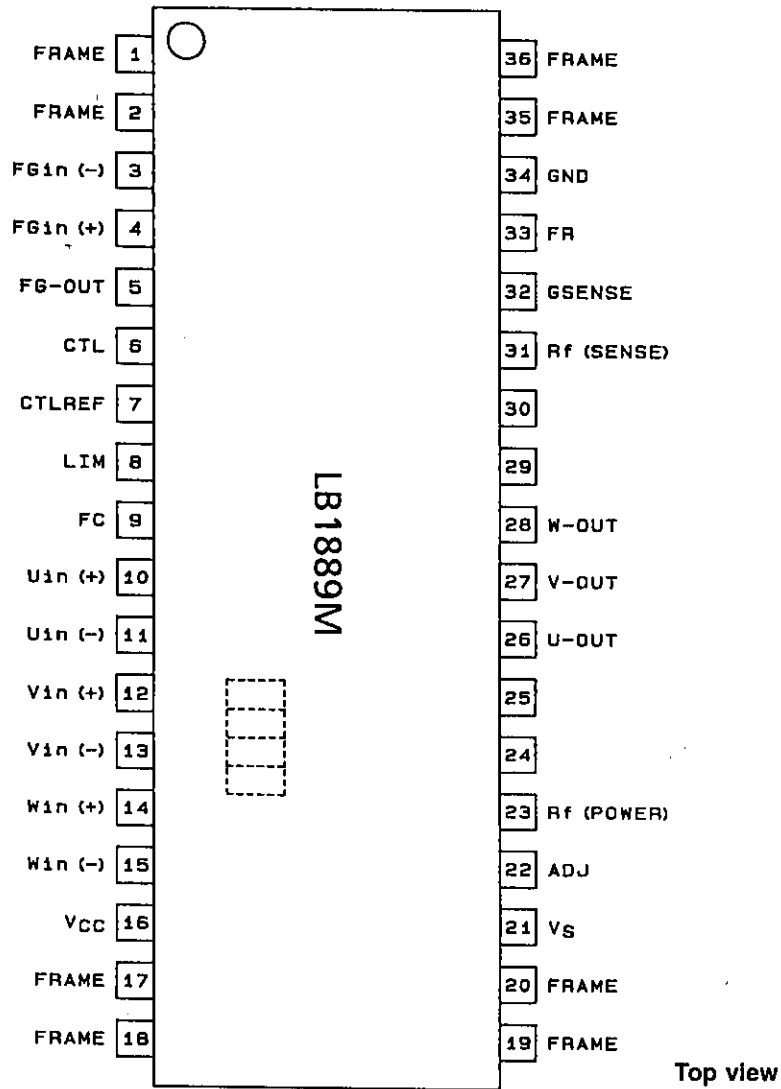 FRAME 1
FRAME 2
FGin (-) 3
FGin (+) 4
FG-OUT 5
CTL 6
CTLREF 7
LIM 8
FC 9
Uin (+) 10
Uin (-) 11
Vin (+) 12
Vin (-) 13
Win (+) 14
Win (-) 15
VCC 16
FRAME 17
FRAME 18
LB1889M
36 FRAME
35 FRAME
34 GND
33 FR
32 GSENSE
31 Rf (SENSE)
30
29
28 W-OUT
27 V-OUT
26 U-OUT
25
24
23 Rf (POWER)
22 ADJ
21 VS
20 FRAME
19 FRAME
Top view